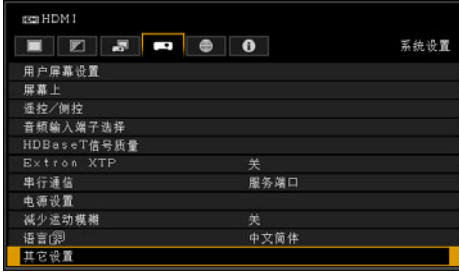 HDMI
系统设置
用户屏幕设置
屏幕上
遥控/侧控
音频输入端子选择
HDBaseT信号质量
Extron XTP 关
串行通信 服务端口
电源设置
减少运动模糊 关
语言 中文简体
其它设置